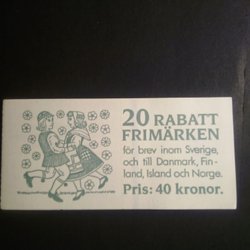 20 RABATT
FRIMÄRKEN
för brev inom Sverige,
och till Danmark, Fin-
land, Island och Norge.
Pris: 40 kronor.